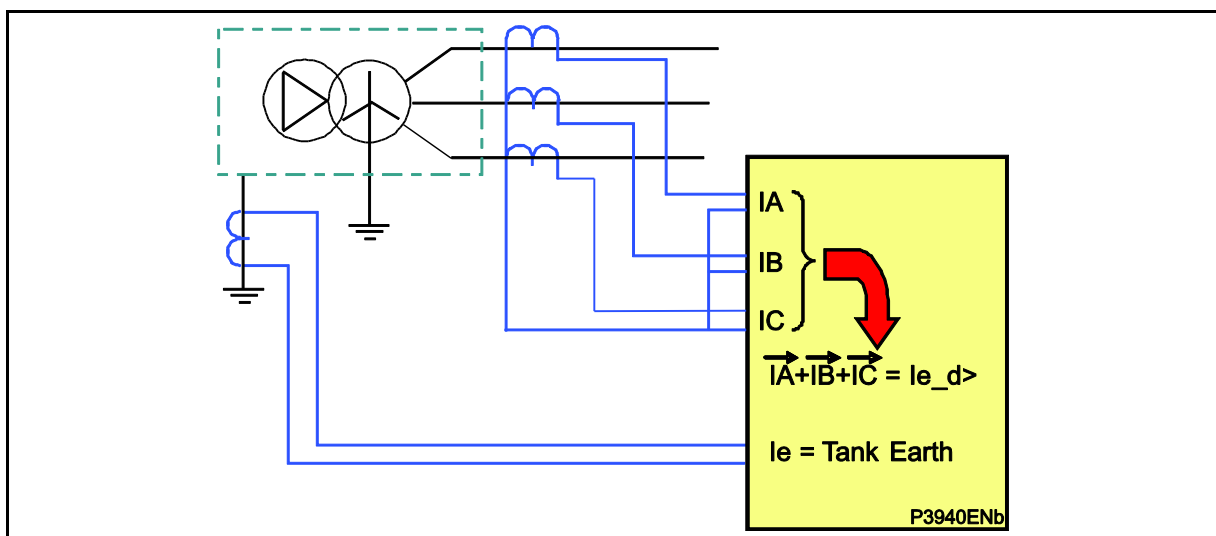 IA
IB
IC
IA+IB+IC = Ie_d>
Ie = Tank Earth
P3940ENb